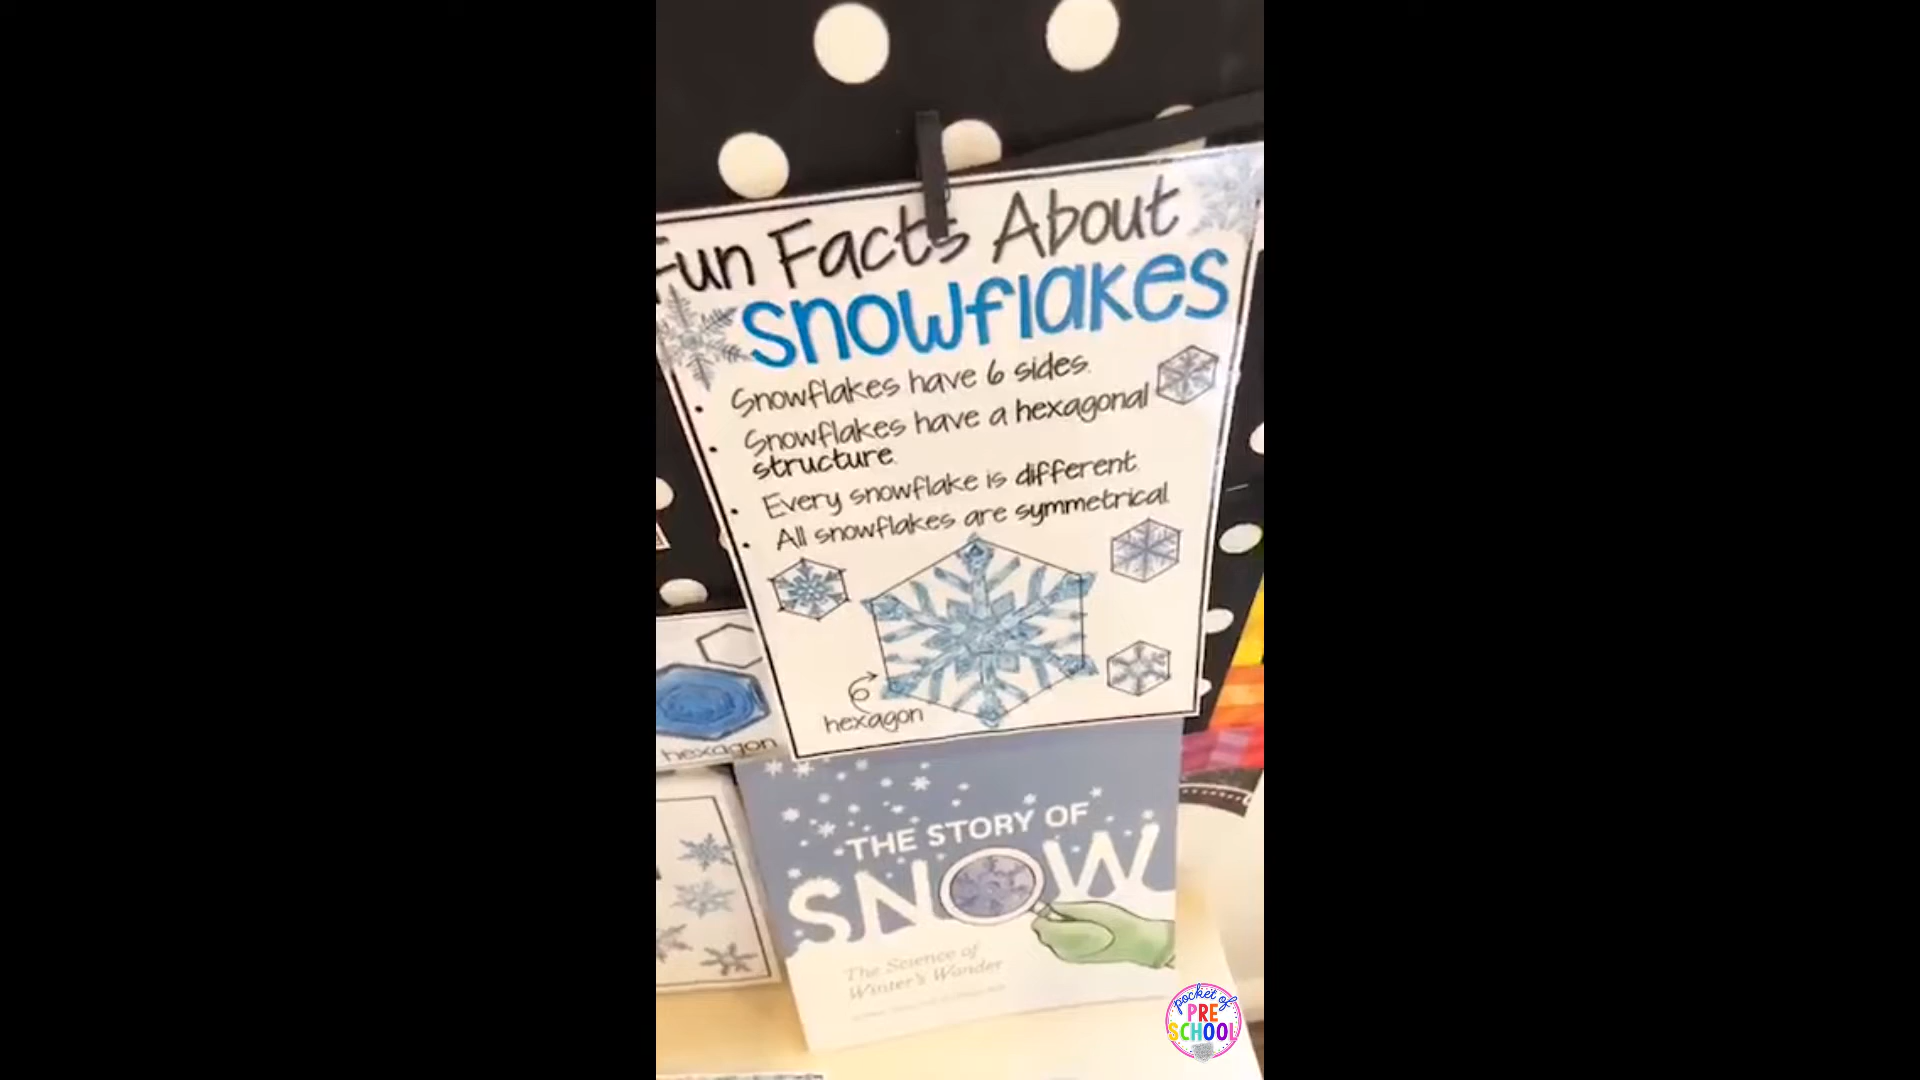 Fun Facts About
Snowflakes
• Snowflakes have 6 sides.
• Snowflakes have a hexagonal
structure.
• Every snowflake is different.
• All snowflakes are symmetrical.
hexagon
hexagon
THE STORY OF
SNOW
The Science of
Winter's Wonder
pocket of
PRE
SCHOOL